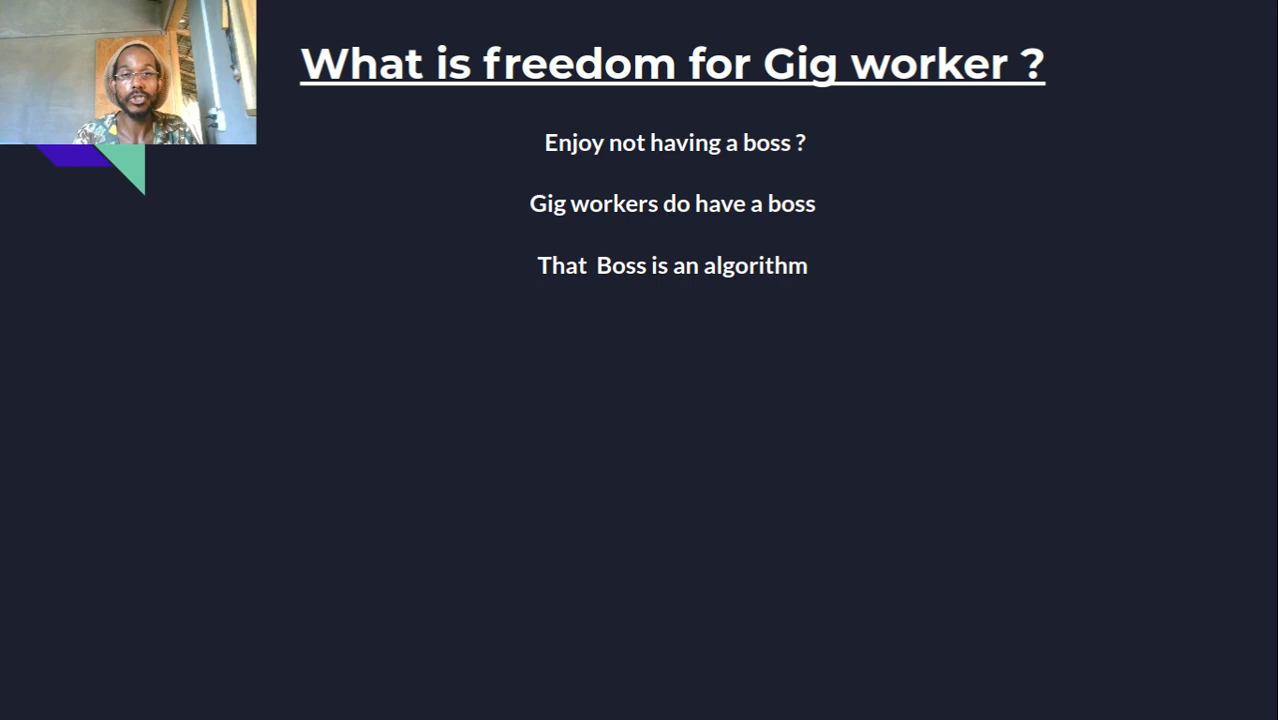 What is freedom for Gig worker ?
Enjoy not having a boss ?
Gig workers do have a boss
That  Boss is an algorithm